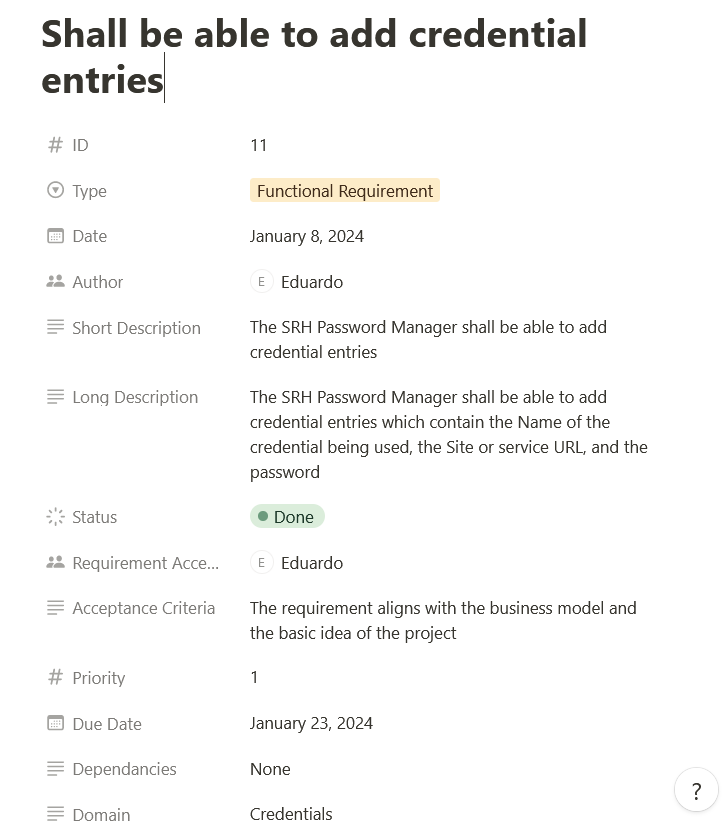 Shall be able to add credential
entries
# ID 11
Type Functional Requirement
Date January 8, 2024
Author E Eduardo
Short Description The SRH Password Manager shall be able to add
credential entries
Long Description The SRH Password Manager shall be able to add
credential entries which contain the Name of the
credential being used, the Site or service URL, and the
password
Status Done
Requirement Acce... E Eduardo
Acceptance Criteria The requirement aligns with the business model and
the basic idea of the project
# Priority 1
Due Date January 23, 2024
Dependancies None
Domain Credentials
?